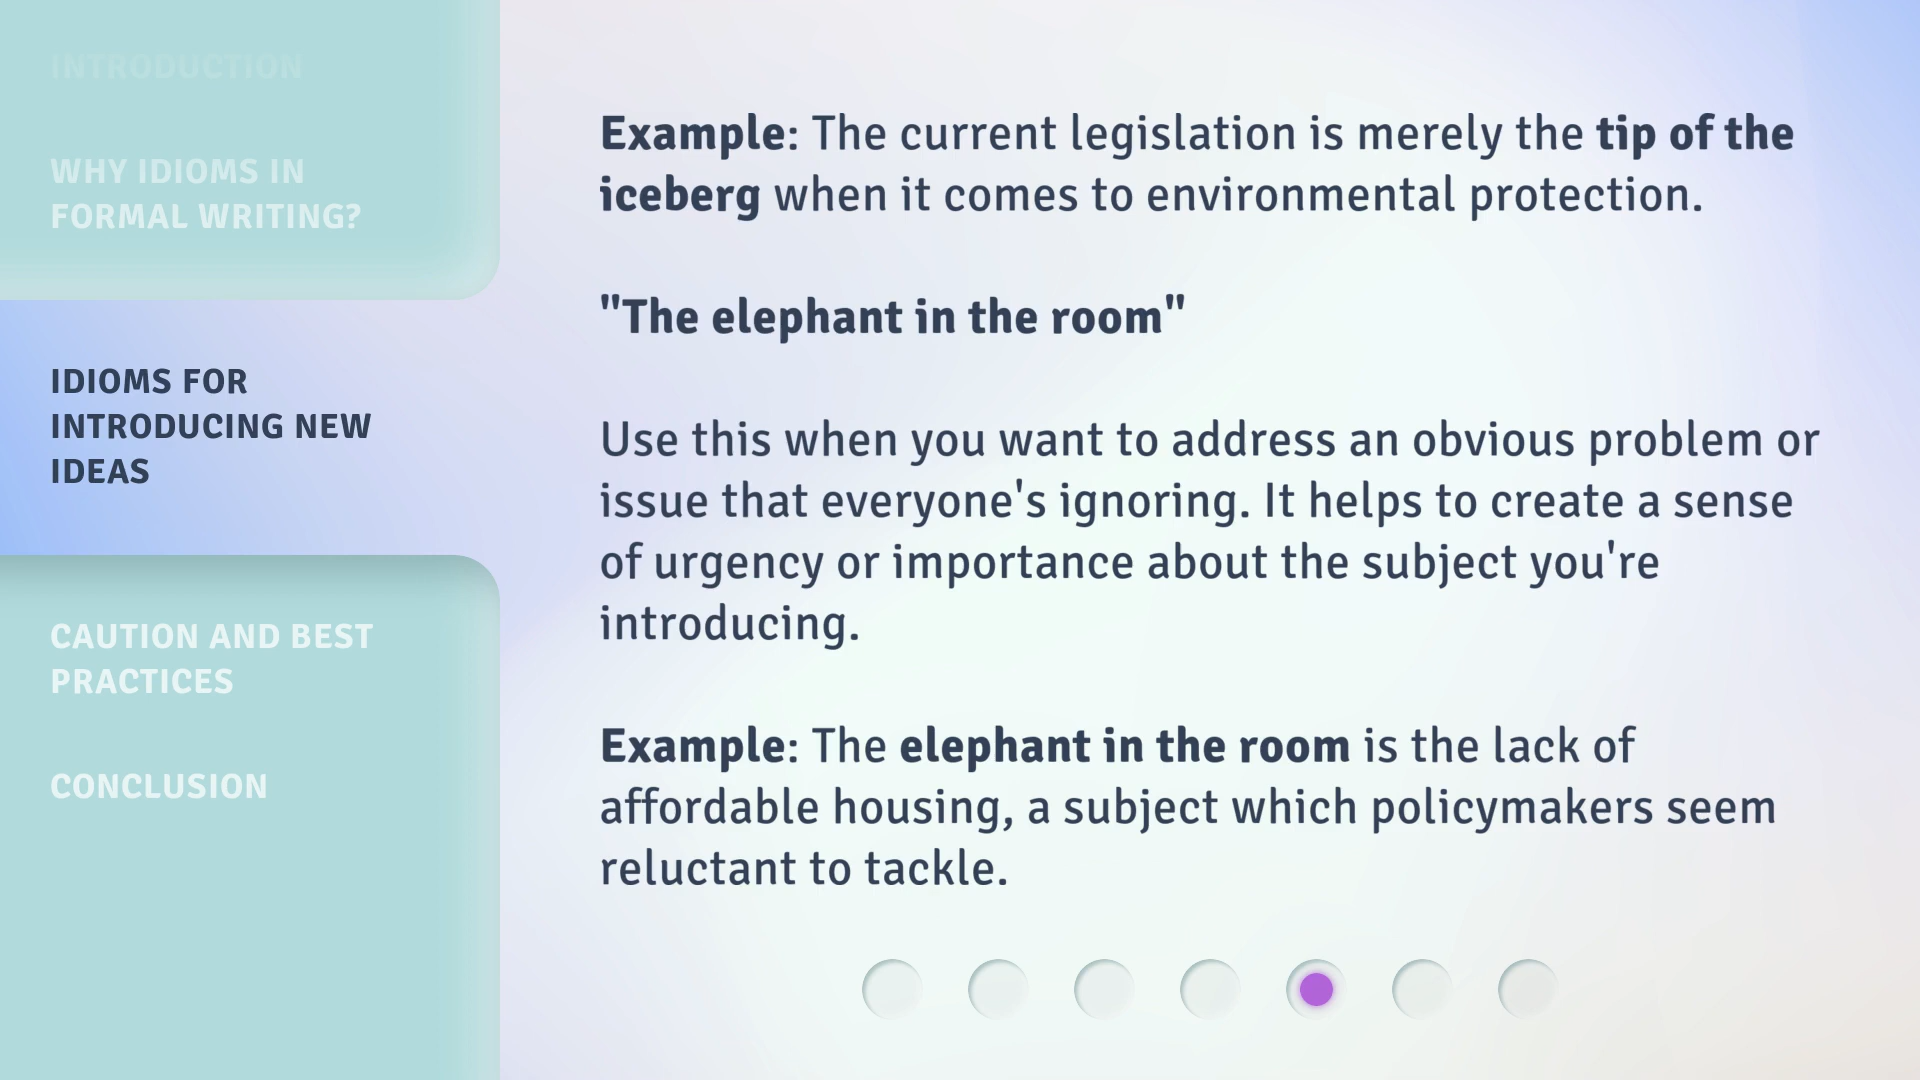 INTRODUCTION
WHY IDIOMS IN
FORMAL WRITING?
IDIOMS FOR
INTRODUCING NEW
IDEAS
CAUTION AND BEST
PRACTICES
CONCLUSION
Example: The current legislation is merely the tip of the
iceberg when it comes to environmental protection.
"The elephant in the room"
Use this when you want to address an obvious problem or
issue that everyone's ignoring. It helps to create a sense
of urgency or importance about the subject you're
introducing.
Example: The elephant in the room is the lack of
affordable housing, a subject which policymakers seem
reluctant to tackle.